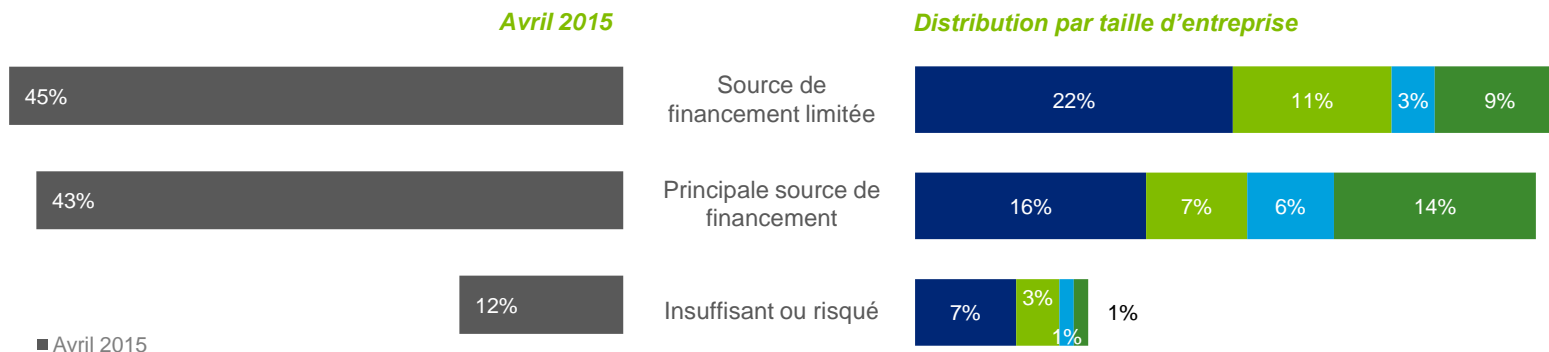 Avril 2015
Distribution par taille d’entreprise
45%
Source de
financement limitée
22%
11%
3%
9%
43%
Principale source de
financement
16%
7%
6%
14%
12%
Insuffisant ou risqué
7%
3%
1%
1%
Avril 2015